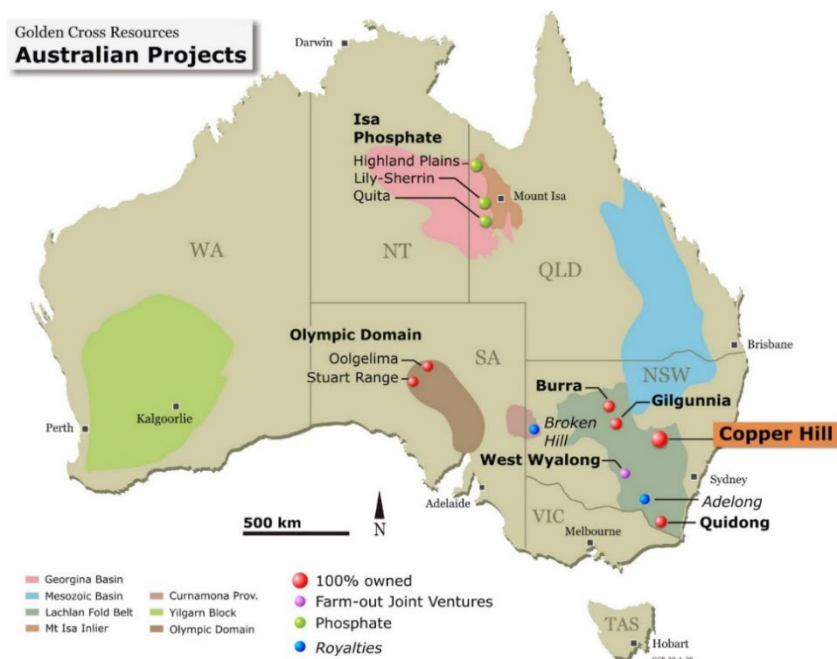 Golden Cross Resources
Australian Projects
Darwin
Isa
Phosphate
Highland Plains
Lily-Sherrin
Quita
Mount Isa
WA
NT
QLD
Olympic Domain
Oolgelima
Stuart Range
SA
Brisbane
NSW
Burra
Gilgunnia
Perth
Kalgoorlie
Broken
Hill
Copper Hill
West Wyalong
Sydney
Adelaide
Adelong
500 km
N
VIC
Quidong
Melbourne
Georgina Basin
Mesozoic Basin
Lachlan Fold Belt
Mt Isa Inlier
Curnamona Prov.
Yilgarn Block
Olympic Domain
100% owned
Farm-out Joint Ventures
Phosphate
Royalties
TAS
Hobart